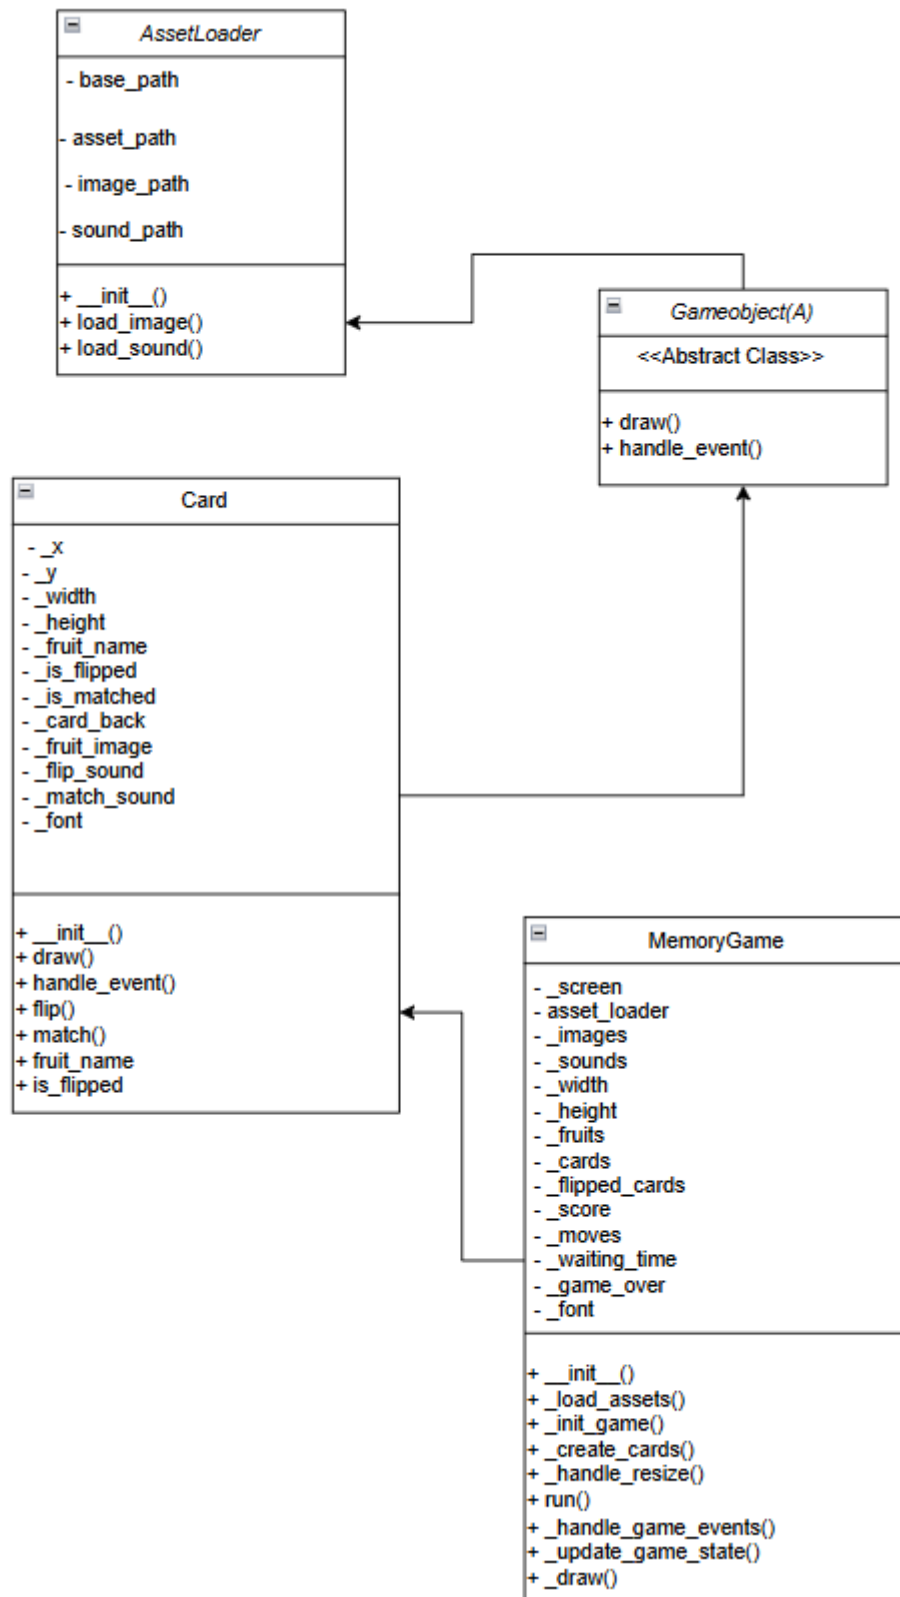 AssetLoader
- base_path
- asset_path
- image_path
- sound_path
+ __init__()
+ load_image()
+ load_sound()
Gameobject(A)
<<Abstract Class>>
+ draw()
+ handle_event()
Card
- _x
- _y
- _width
- _height
- _fruit_name
- _is_flipped
- _is_matched
- _card_back
- _fruit_image
- _flip_sound
- _match_sound
- _font
+ __init__()
+ draw()
+ handle_event()
+ flip()
+ match()
+ fruit_name
+ is_flipped
MemoryGame
- _screen
- asset_loader
- _images
- _sounds
- _width
- _height
- _fruits
- _cards
- _flipped_cards
- _score
- _moves
- _waiting_time
- _game_over
- _font
+ __init__()
+ _load_assets()
+ _init_game()
+ _create_cards()
+ _handle_resize()
+ run()
+ _handle_game_events()
+ _update_game_state()
+ _draw()